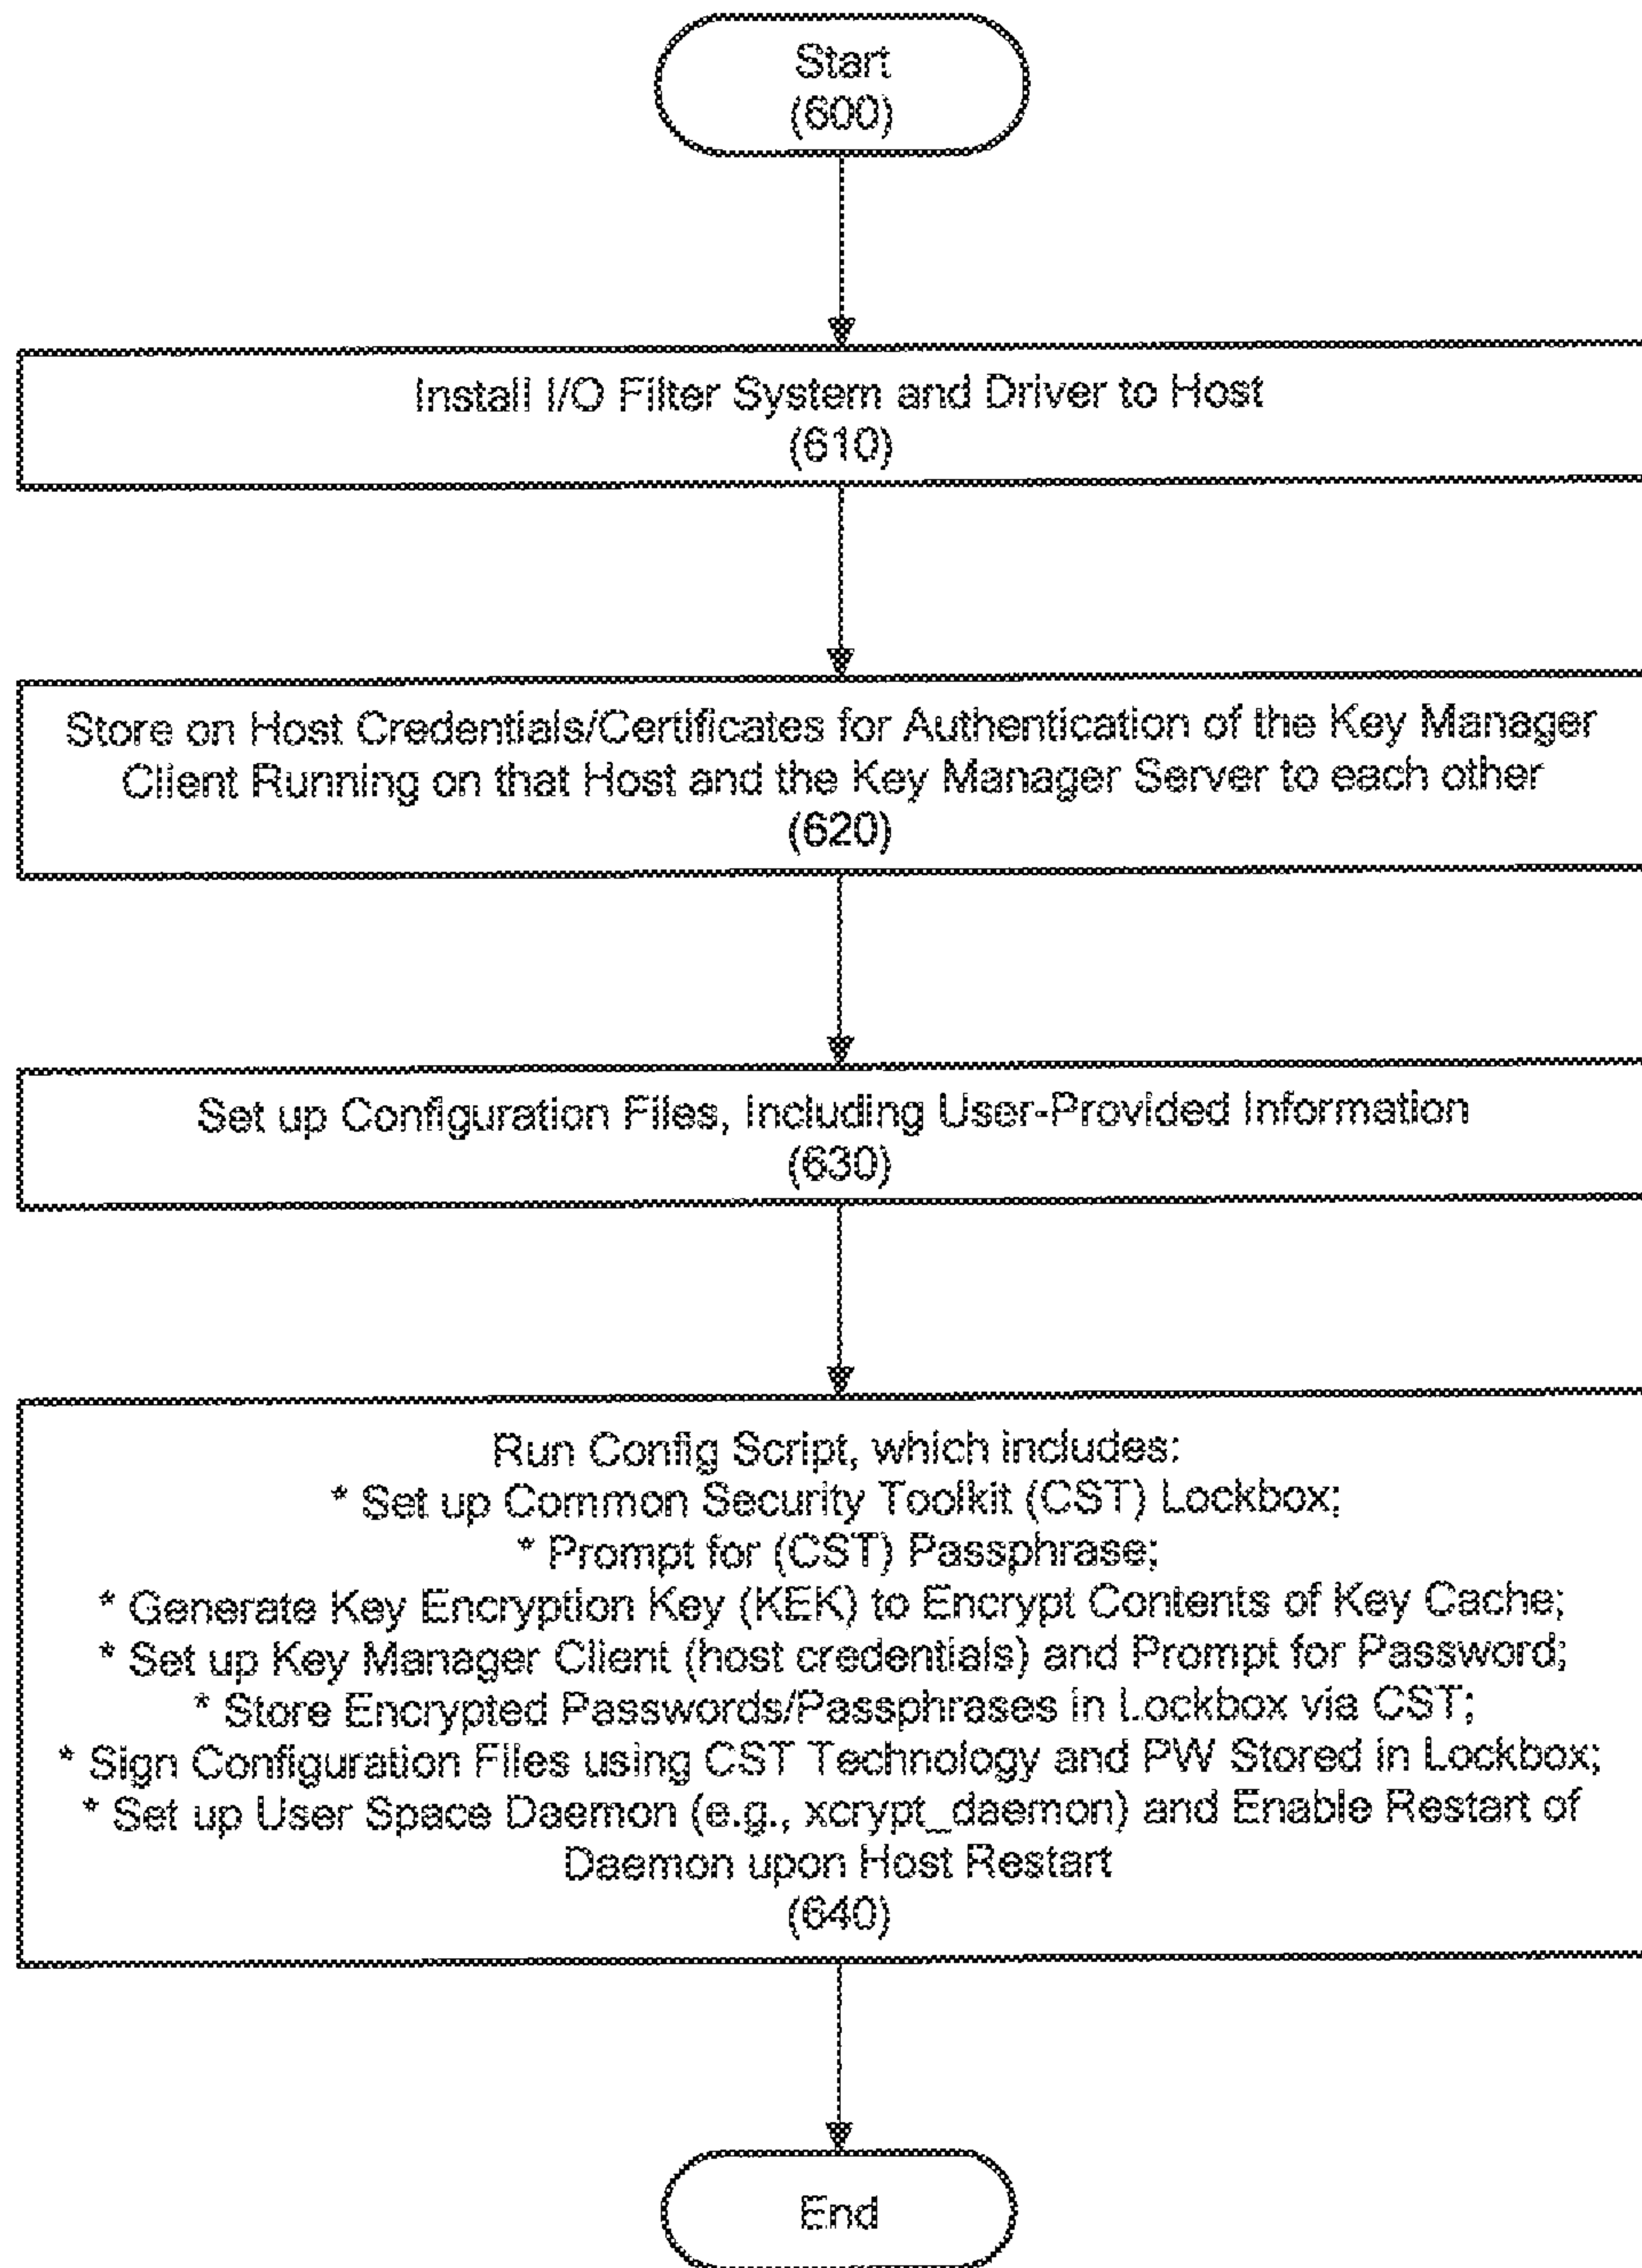 Start
(600)
Install I/O Filter System and Driver to Host
(610)
Store on Host Credentials/Certificates for Authentication of the Key Manager
Client Running on that Host and the Key Manager Server to each other
(620)
Set up Configuration Files, Including User-Provided Information
(630)
Run Config Script, which includes:
* Set up Common Security Toolkit (CST) Lockbox;
* Prompt for (CST) Passphrase;
* Generate Key Encryption Key (KEK) to Encrypt Contents of Key Cache;
* Set up Key Manager Client (host credentials) and Prompt for Password;
* Store Encrypted Passwords/Passphrases in Lockbox via CST;
* Sign Configuration Files using CST Technology and PW Stored in Lockbox;
* Set up User Space Daemon (e.g., xcrypt_daemon) and Enable Restart of
Daemon upon Host Restart
(640)
End